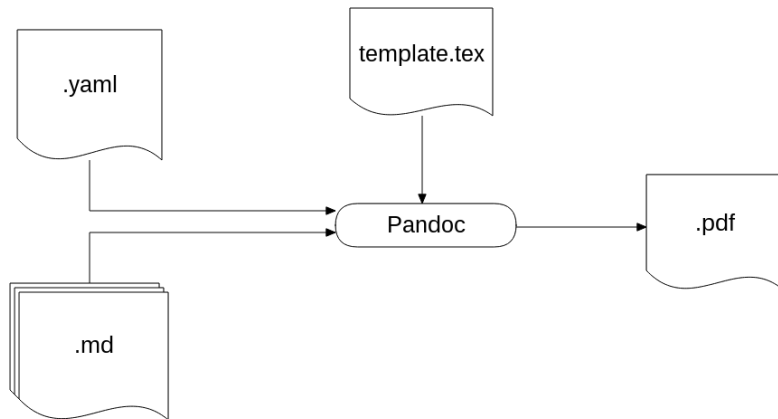 .yaml
template.tex
Pandoc
.pdf
.md